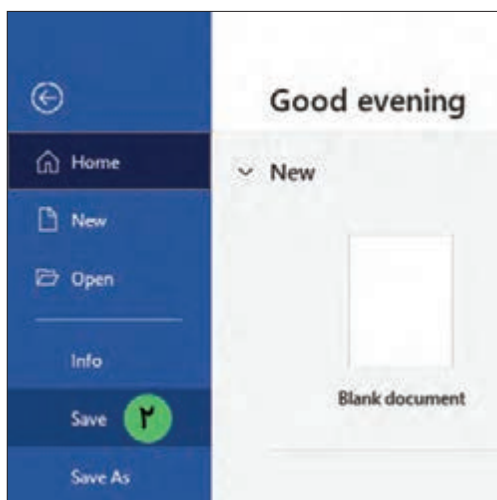 Good evening
Home
New
New
Open
Info
Blank document
Save ۲
Save As